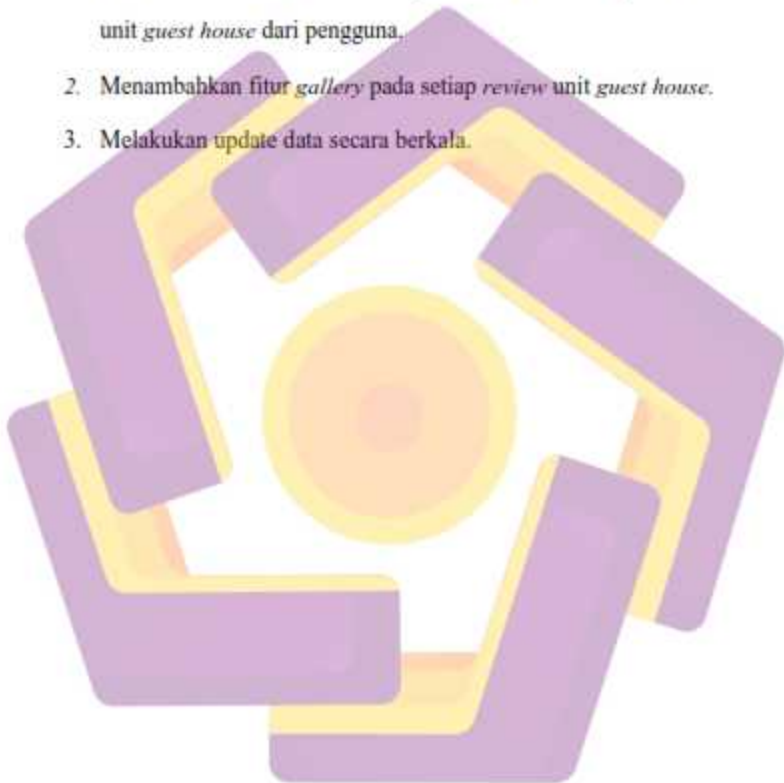 unit guest house dari pengguna.
2. Menambahkan fitur gallery pada setiap review unit guest house.
3. Melakukan update data secara berkala.